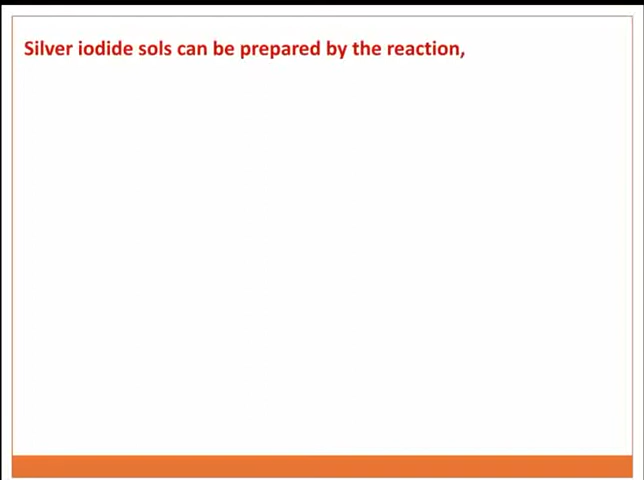 Silver iodide sols can be prepared by the reaction,